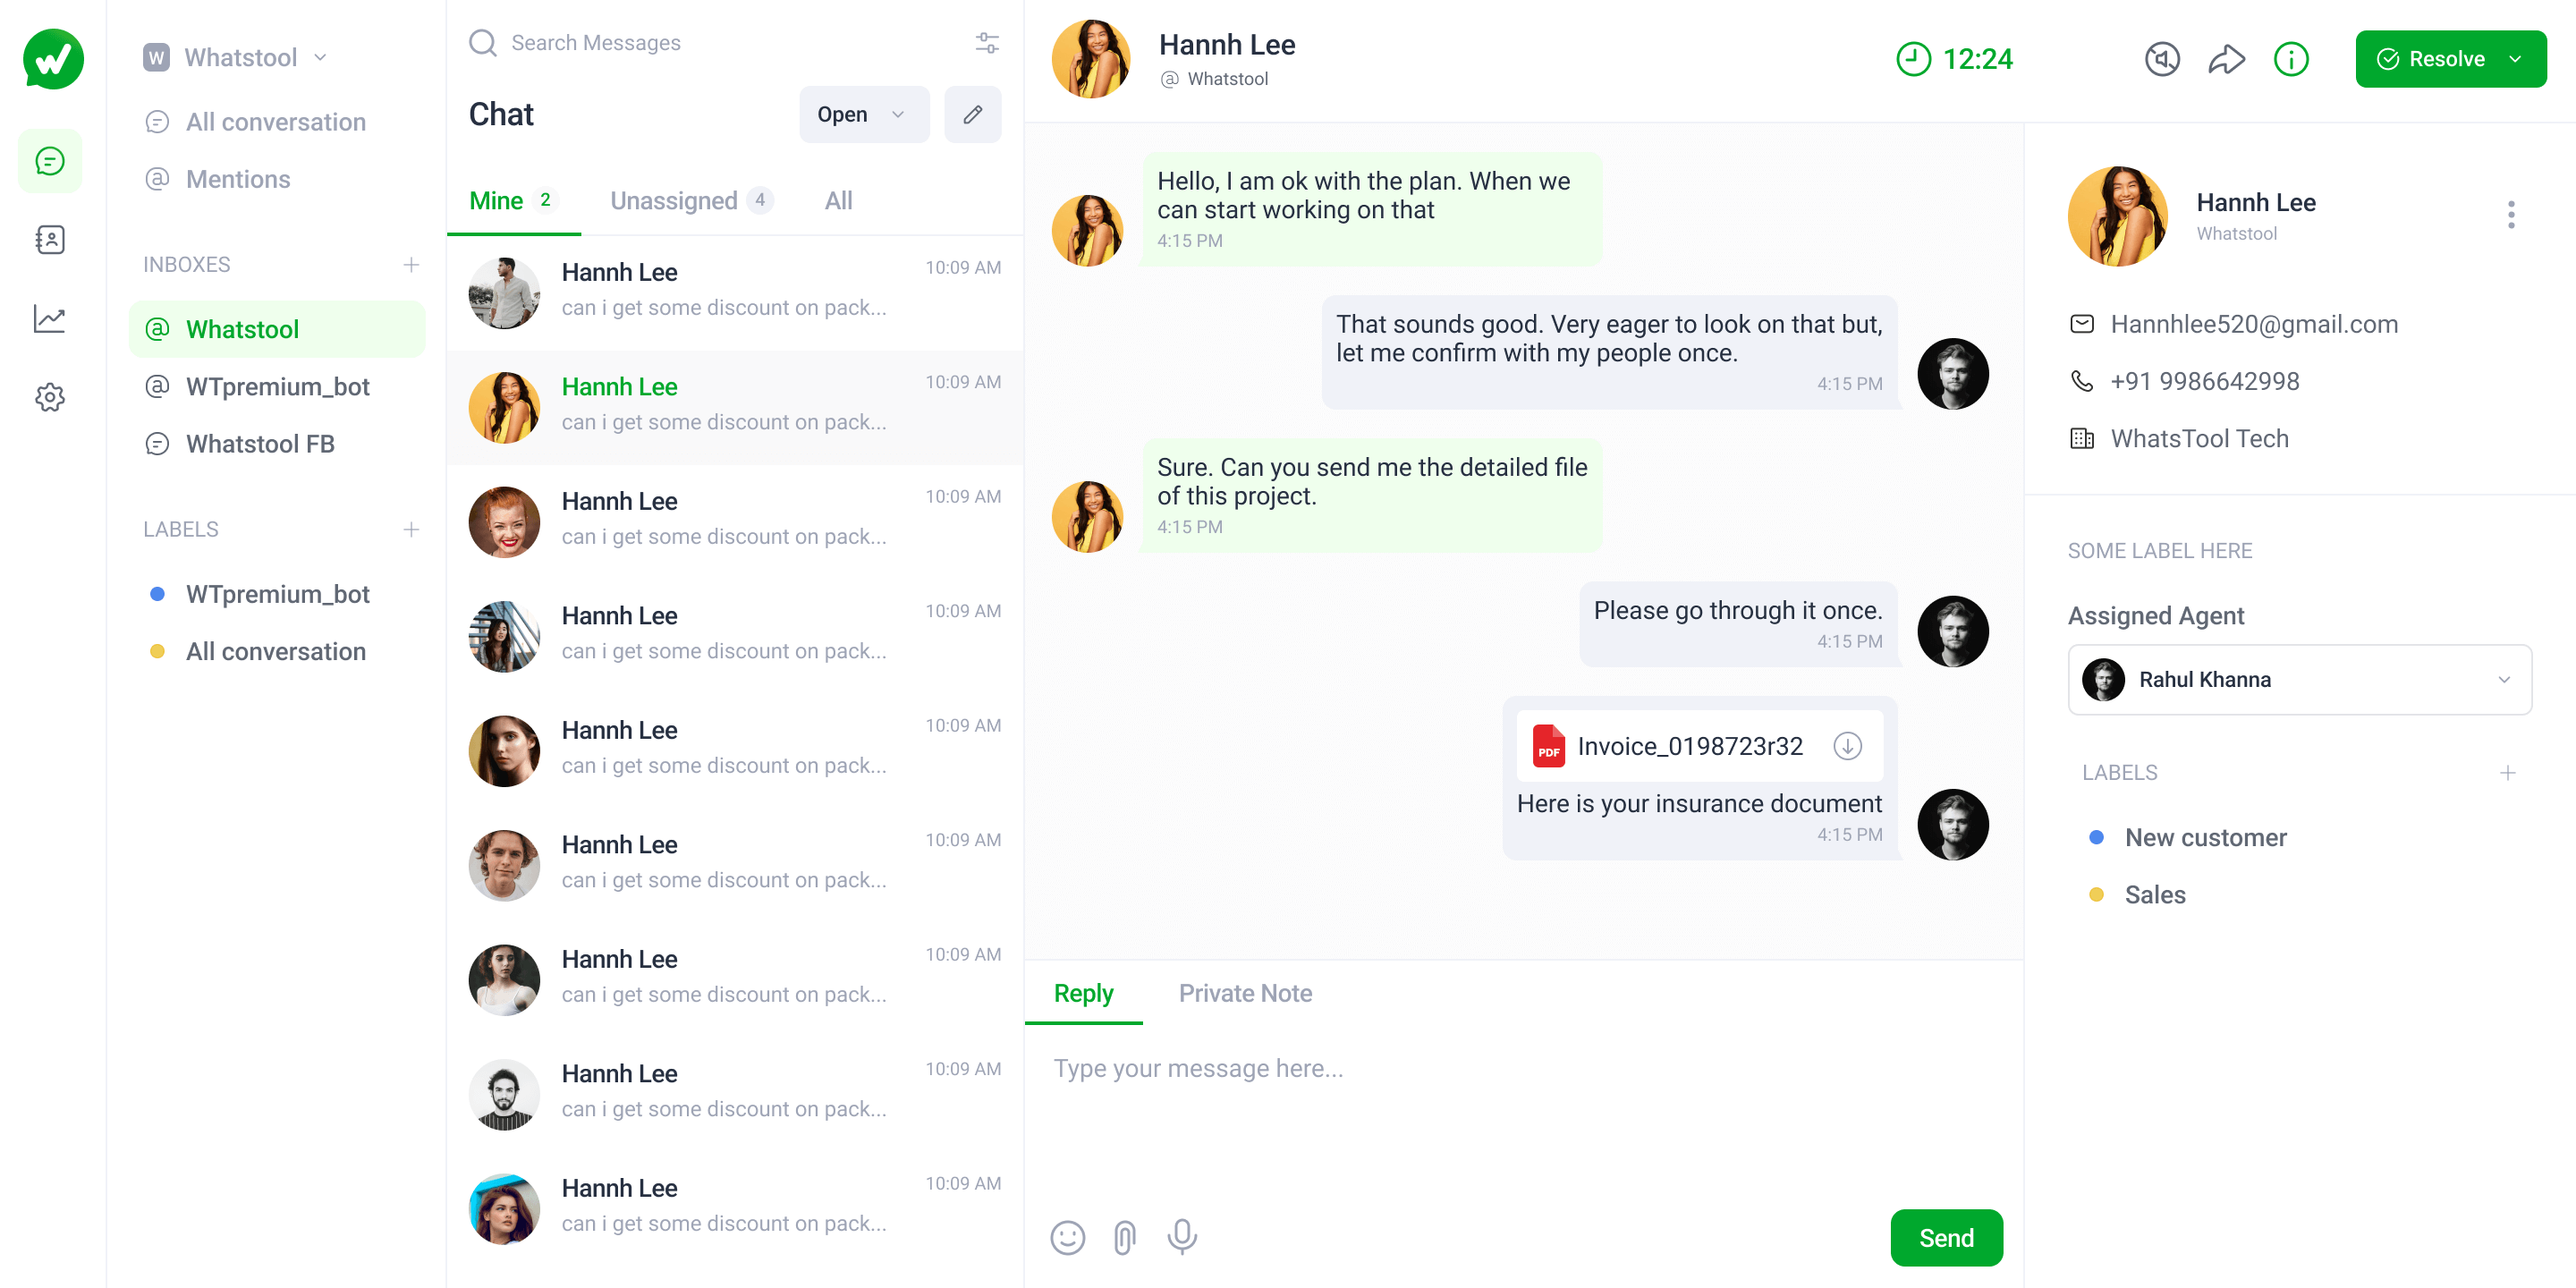 W Whatstool
All conversation
Mentions
INBOXES
Whatstool
WTpremium_bot
Whatstool FB
LABELS
WTpremium_bot
All conversation
Search Messages
Chat
Open
Mine 2
Unassigned 4
All
Hannh Lee
10:09 AM
can i get some discount on pack...
Hannh Lee
10:09 AM
can i get some discount on pack...
Hannh Lee
10:09 AM
can i get some discount on pack...
Hannh Lee
10:09 AM
can i get some discount on pack...
Hannh Lee
10:09 AM
can i get some discount on pack...
Hannh Lee
10:09 AM
can i get some discount on pack...
Hannh Lee
10:09 AM
can i get some discount on pack...
Hannh Lee
10:09 AM
can i get some discount on pack...
Hannh Lee
10:09 AM
can i get some discount on pack...
Hannh Lee
@ Whatstool
12:24
Resolve
Hello, I am ok with the plan. When we
can start working on that
4:15 PM
That sounds good. Very eager to look on that but,
let me confirm with my people once.
4:15 PM
Sure. Can you send me the detailed file
of this project.
4:15 PM
Please go through it once.
4:15 PM
PDF Invoice_0198723r32
Here is your insurance document
4:15 PM
Reply
Private Note
Type your message here...
Send
Hannh Lee
Whatstool
Hannhlee520@gmail.com
+91 9986642998
WhatsTool Tech
SOME LABEL HERE
Assigned Agent
Rahul Khanna
LABELS
New customer
Sales